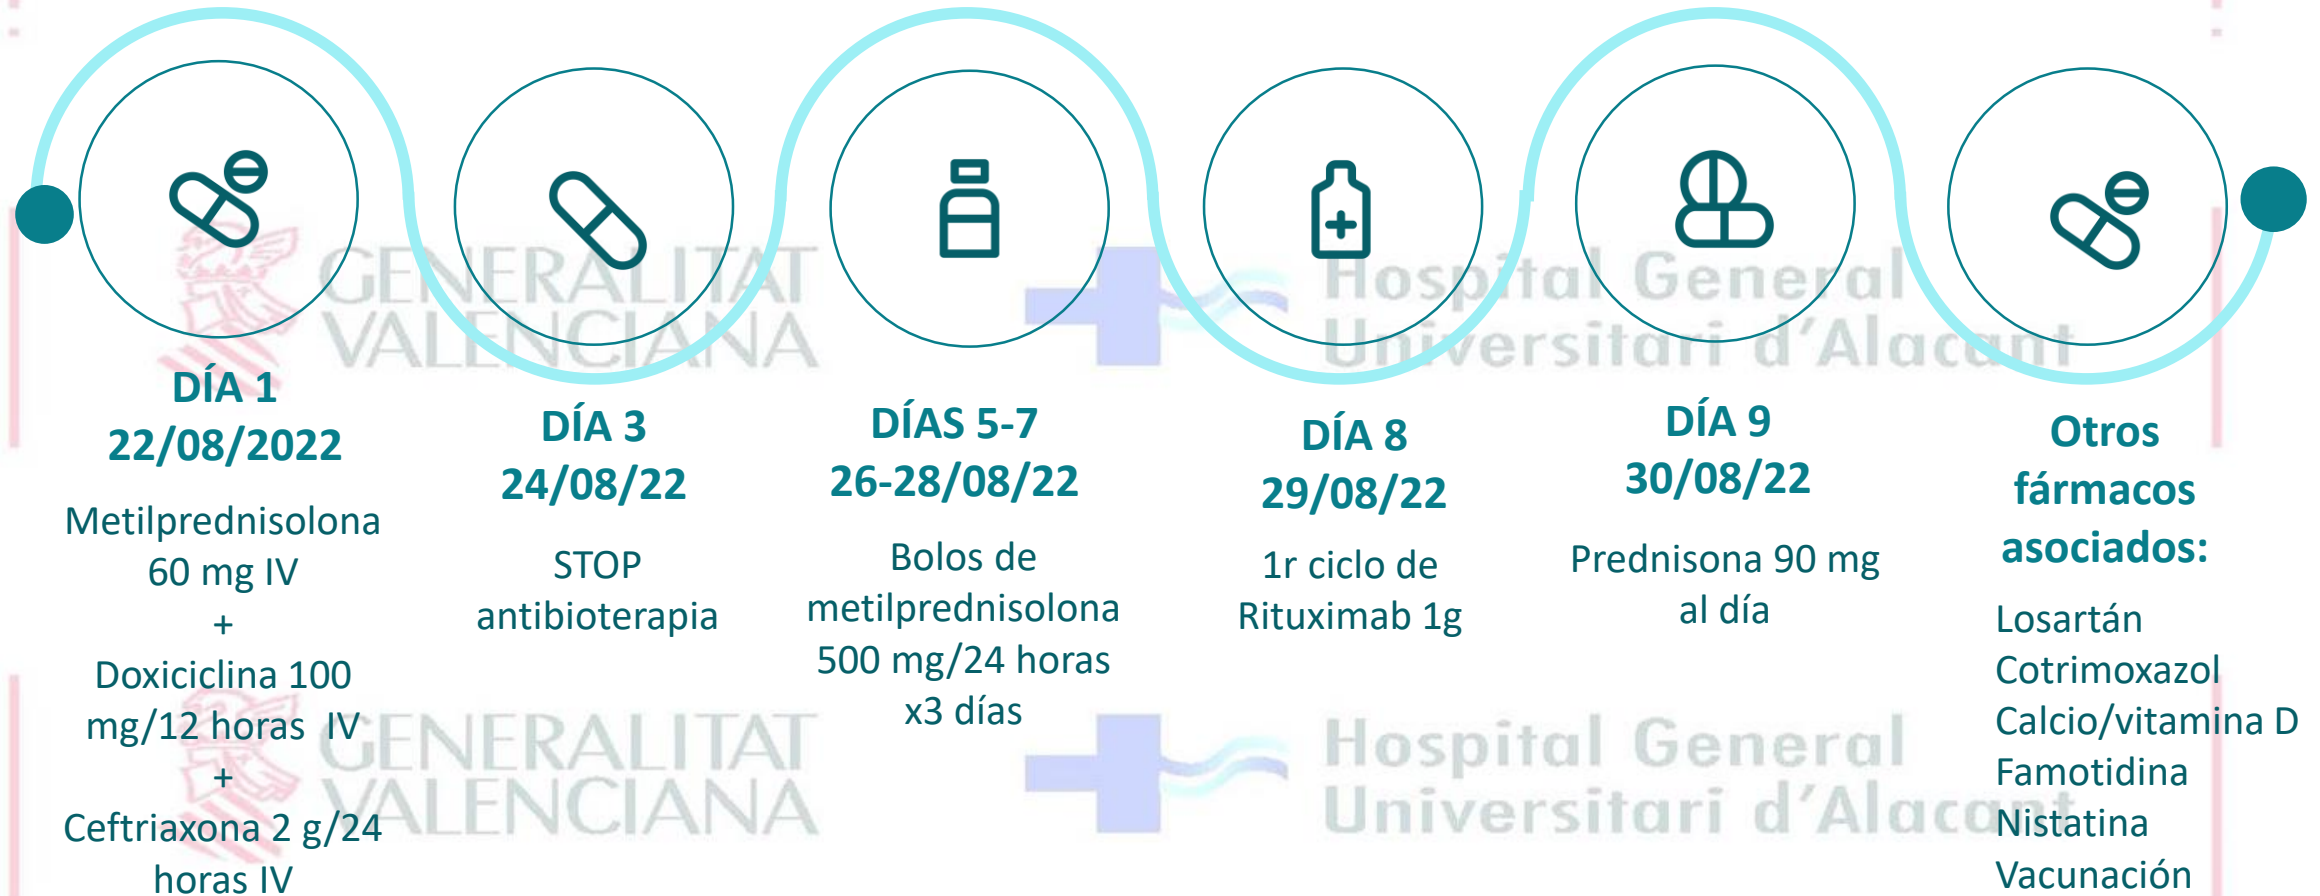 DÍA 1
22/08/2022
Metilprednisolona
60 mg IV
+
Doxiciclina 100
mg/12 horas IV
+
Ceftriaxona 2 g/24
horas IV
DÍA 3
24/08/22
STOP
antibioterapia
DÍAS 5-7
26-28/08/22
Bolos de
metilprednisolona
500 mg/24 horas
x3 días
DÍA 8
29/08/22
1r ciclo de
Rituximab 1g
DÍA 9
30/08/22
Prednisona 90 mg
al día
Otros
fármacos
asociados:
Losartán
Cotrimoxazol
Calcio/vitamina D
Famotidina
Nistatina
Vacunación
GENERALITAT
VALENCIANA
Hospital General
Universitari d'Alacant
GENERALITAT
VALENCIANA
Hospital General
Universitari d'Alacant